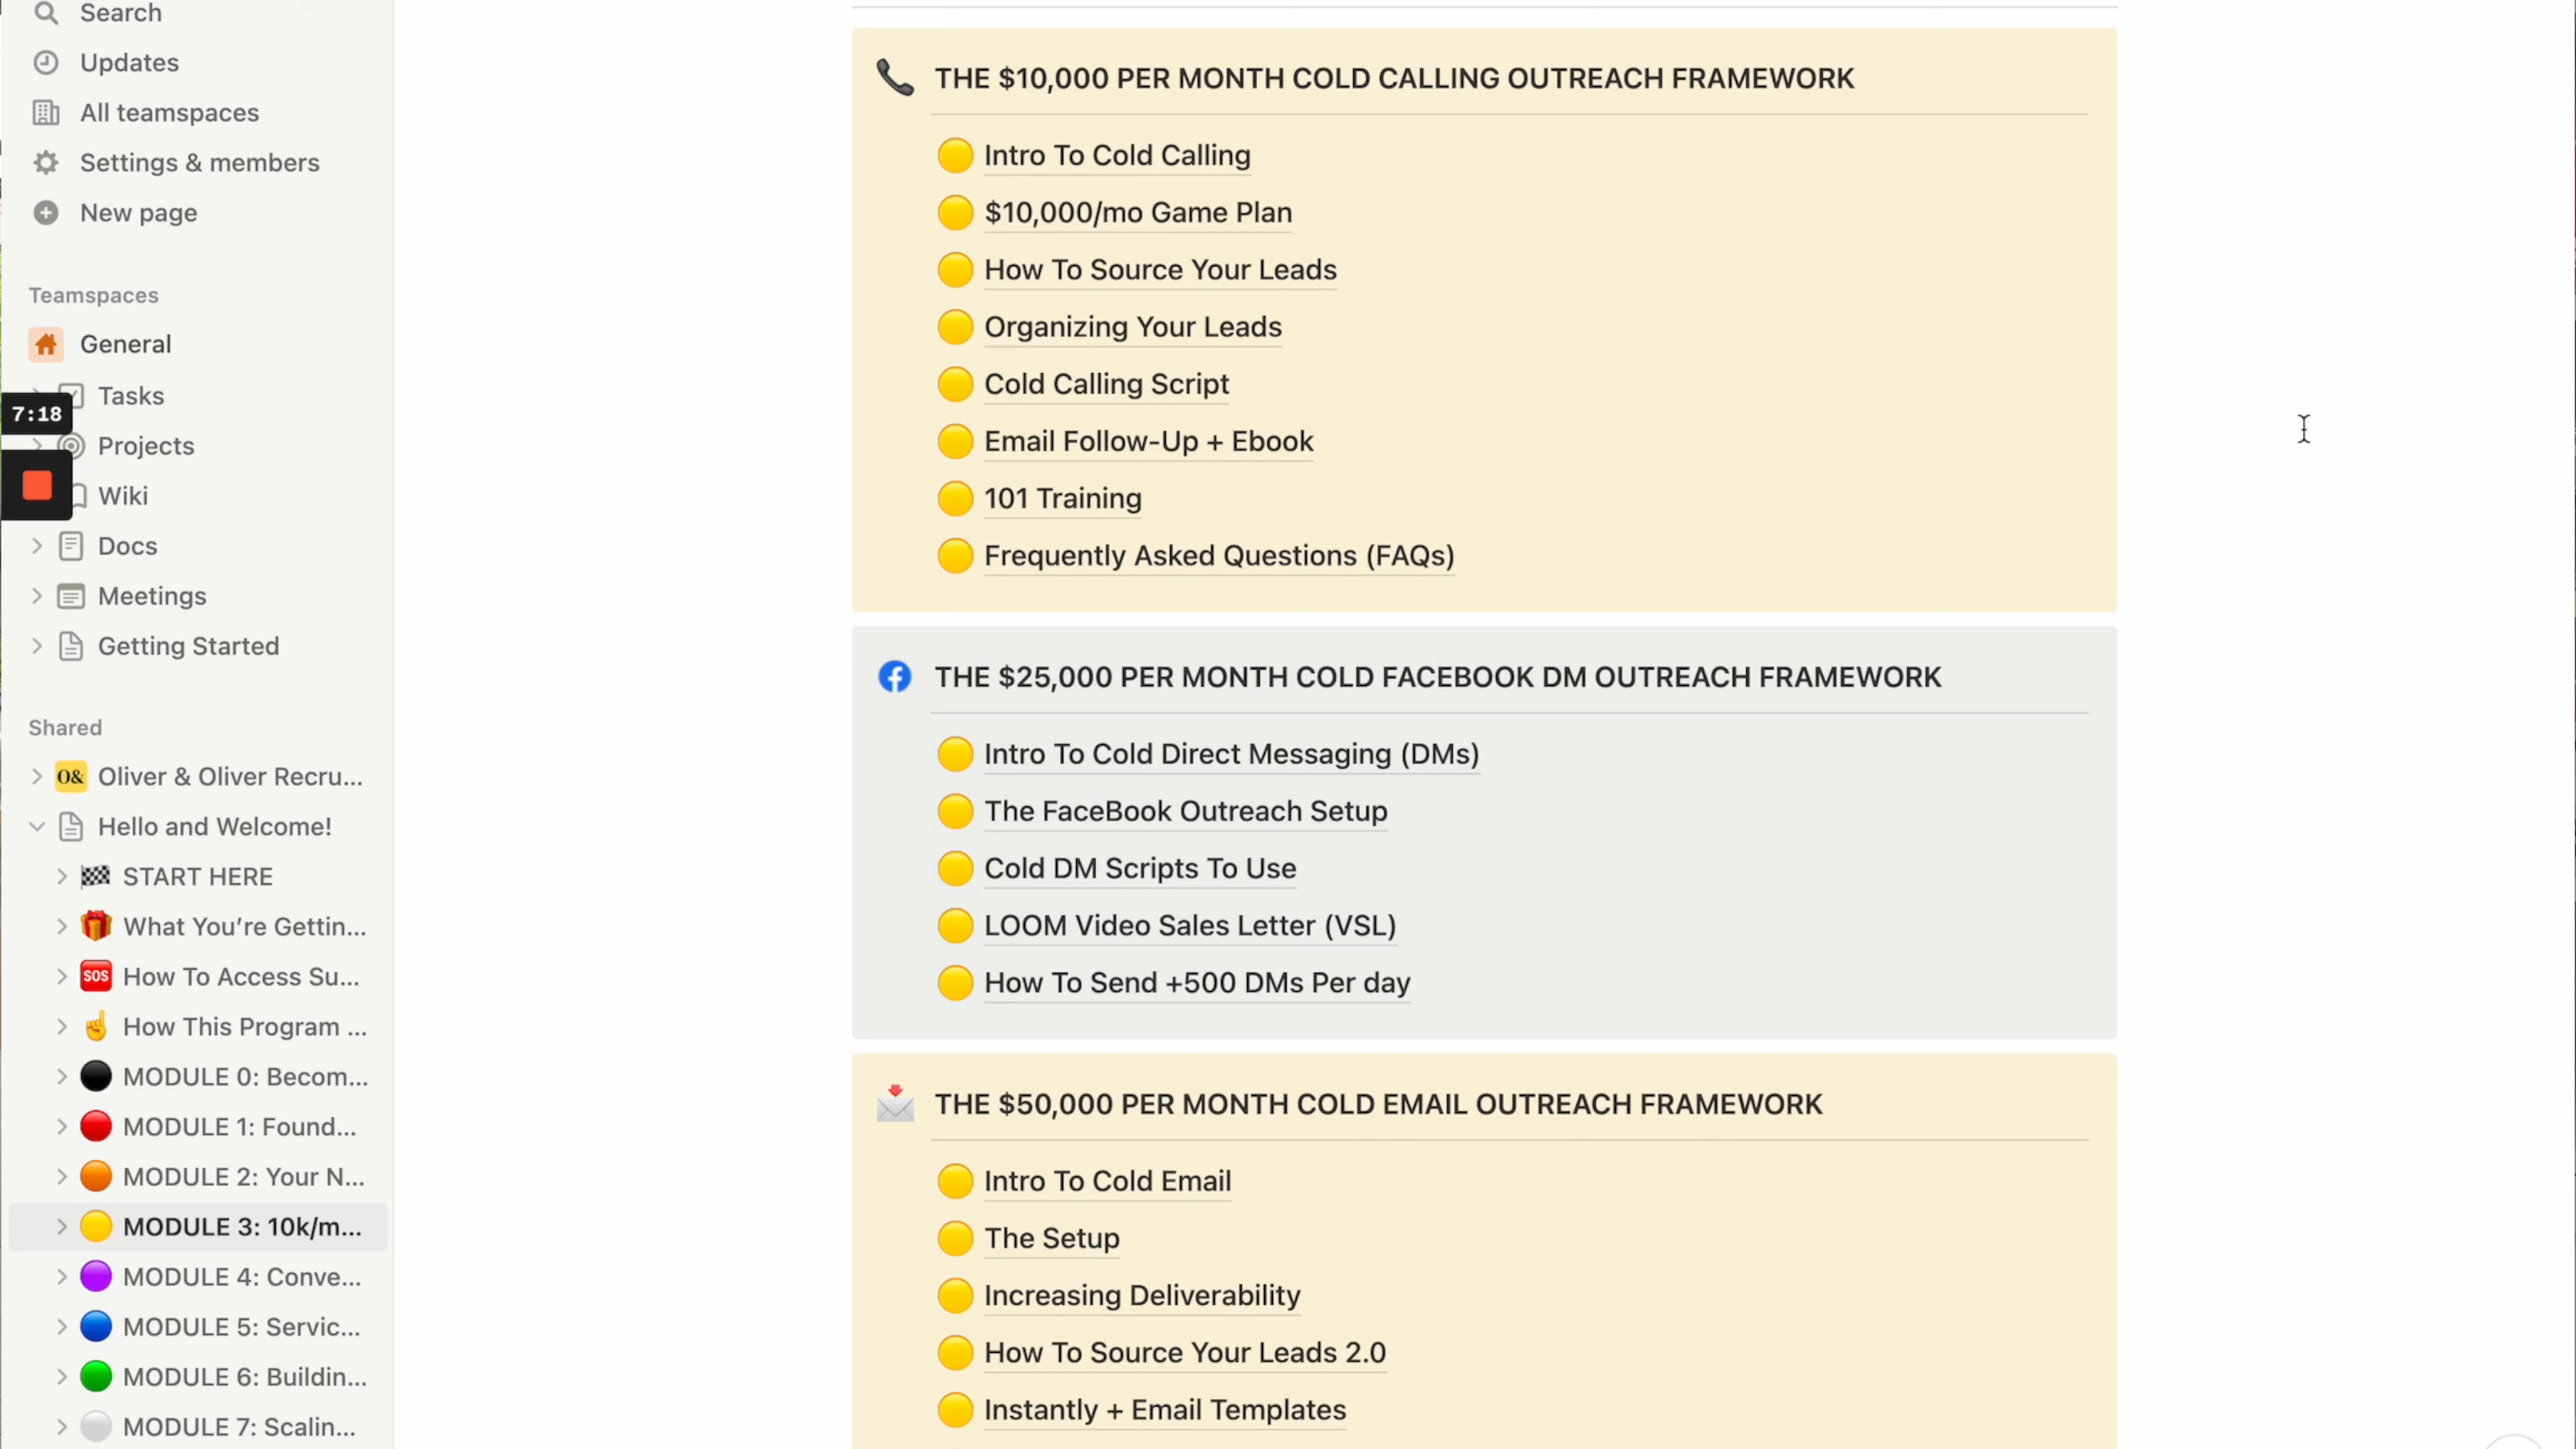 Search
Updates
All teamspaces
Settings & members
New page
Teamspaces
General
Tasks
7:18
Projects
Wiki
Docs
Meetings
Getting Started
Shared
O& Oliver & Oliver Recru...
Hello and Welcome!
START HERE
What You're Gettin...
SOS How To Access Su...
How This Program ...
MODULE 0: Becom...
MODULE 1: Found...
MODULE 2: Your N...
MODULE 3: 10k/m...
MODULE 4: Conve...
MODULE 5: Servic...
MODULE 6: Buildin...
MODULE 7: Scalin...
THE $10,000 PER MONTH COLD CALLING OUTREACH FRAMEWORK
Intro To Cold Calling
$10,000/mo Game Plan
How To Source Your Leads
Organizing Your Leads
Cold Calling Script
Email Follow-Up + Ebook
101 Training
Frequently Asked Questions (FAQs)
THE $25,000 PER MONTH COLD FACEBOOK DM OUTREACH FRAMEWORK
Intro To Cold Direct Messaging (DMs)
The FaceBook Outreach Setup
Cold DM Scripts To Use
LOOM Video Sales Letter (VSL)
How To Send +500 DMs Per day
THE $50,000 PER MONTH COLD EMAIL OUTREACH FRAMEWORK
Intro To Cold Email
The Setup
Increasing Deliverability
How To Source Your Leads 2.0
Instantly + Email Templates